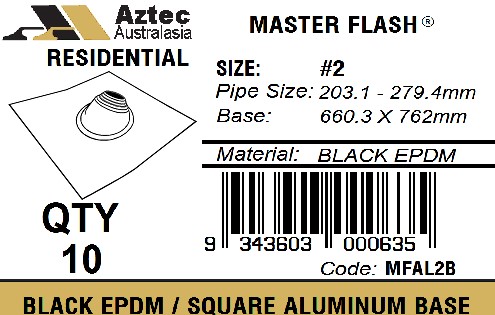 Aztec
Australasia
MASTER FLASH ®
RESIDENTIAL
SIZE: #2
Pipe Size: 203.1 - 279.4mm
Base: 660.3 X 762mm
Material: BLACK EPDM
QTY
10
9 343603 000635
Code: MFAL2B
BLACK EPDM / SQUARE ALUMINUM BASE